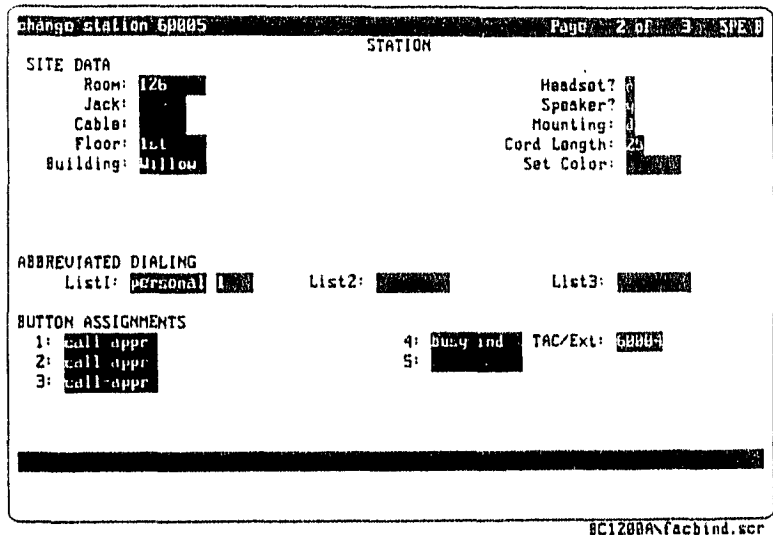 change station 60005 Page 2 of 3 SPE B
STATION
SITE DATA
Room: 126 Headset?
Jack: Speaker?
Cable: Mounting: d
Floor: 1st Cord Length: 25
Building: Willow Set Color:
ABBREVIATED DIALING
List1: personal 1 List2: List3:
BUTTON ASSIGNMENTS
1: call-appr 4: busy ind TAC/Ext: 60004
2: call-appr 5:
3: call-appr
BC1200A\facbind.scr